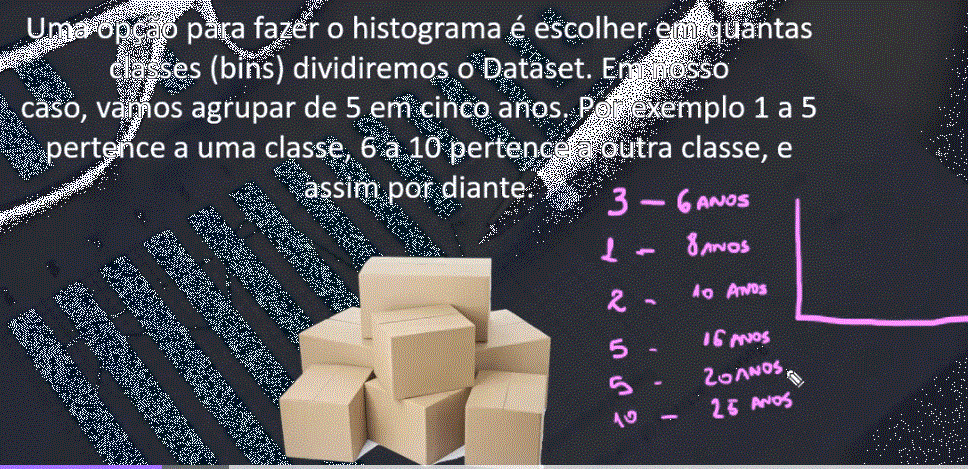 Uma opção para fazer o histograma é escolher em quantas
classes (bins) dividiremos o Dataset. Em nosso
caso, vamos agrupar de 5 em cinco anos. Por exemplo 1 a 5
pertence a uma classe, 6 a 10 pertence a outra classe, e
assim por diante.
3 - 6 ANOS
1 - 8 ANOS
2 - 10 ANOS
5 - 16 ANOS
5 - 20 ANOS
10 - 25 ANOS